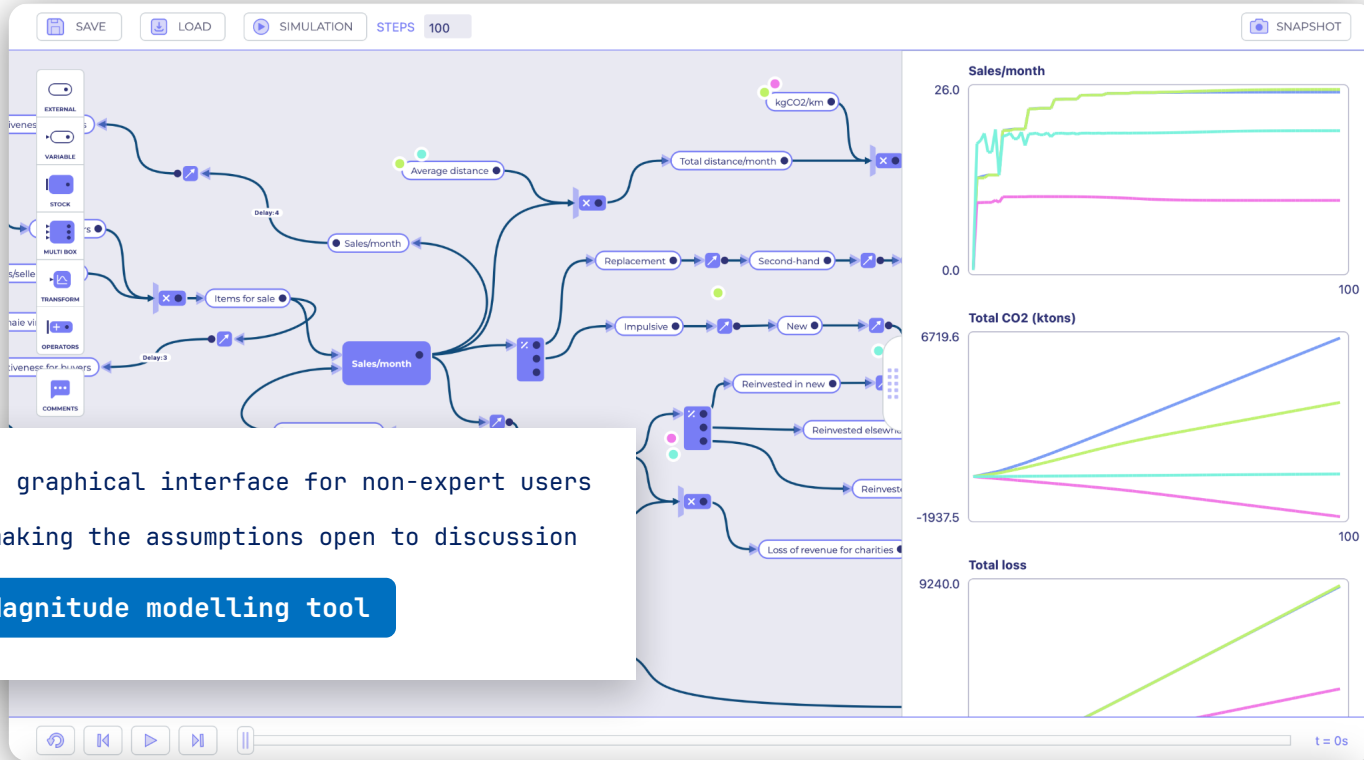 SAVE
LOAD
SIMULATION
STEPS 100
SNAPSHOT
EXTERNAL
VARIABLE
STOCK
MULTI BOX
TRANSFORM
OPERATORS
COMMENTS
Average distance
kgCO2/km
Total distance/month
Delay:4
Sales/month
Replacement
Second-hand
Items for sale
Impulsive
New
Delay:3
for buyers
Sales/month
Reinvested in new
Reinvested
Loss of revenue for charities
graphical interface for non-expert users
the assumptions open to discussion
modelling tool
Sales/month
26.0
0.0
100
Total CO2 (ktons)
6719.6
-1937.5
100
Total loss
9240.0
t = 0s